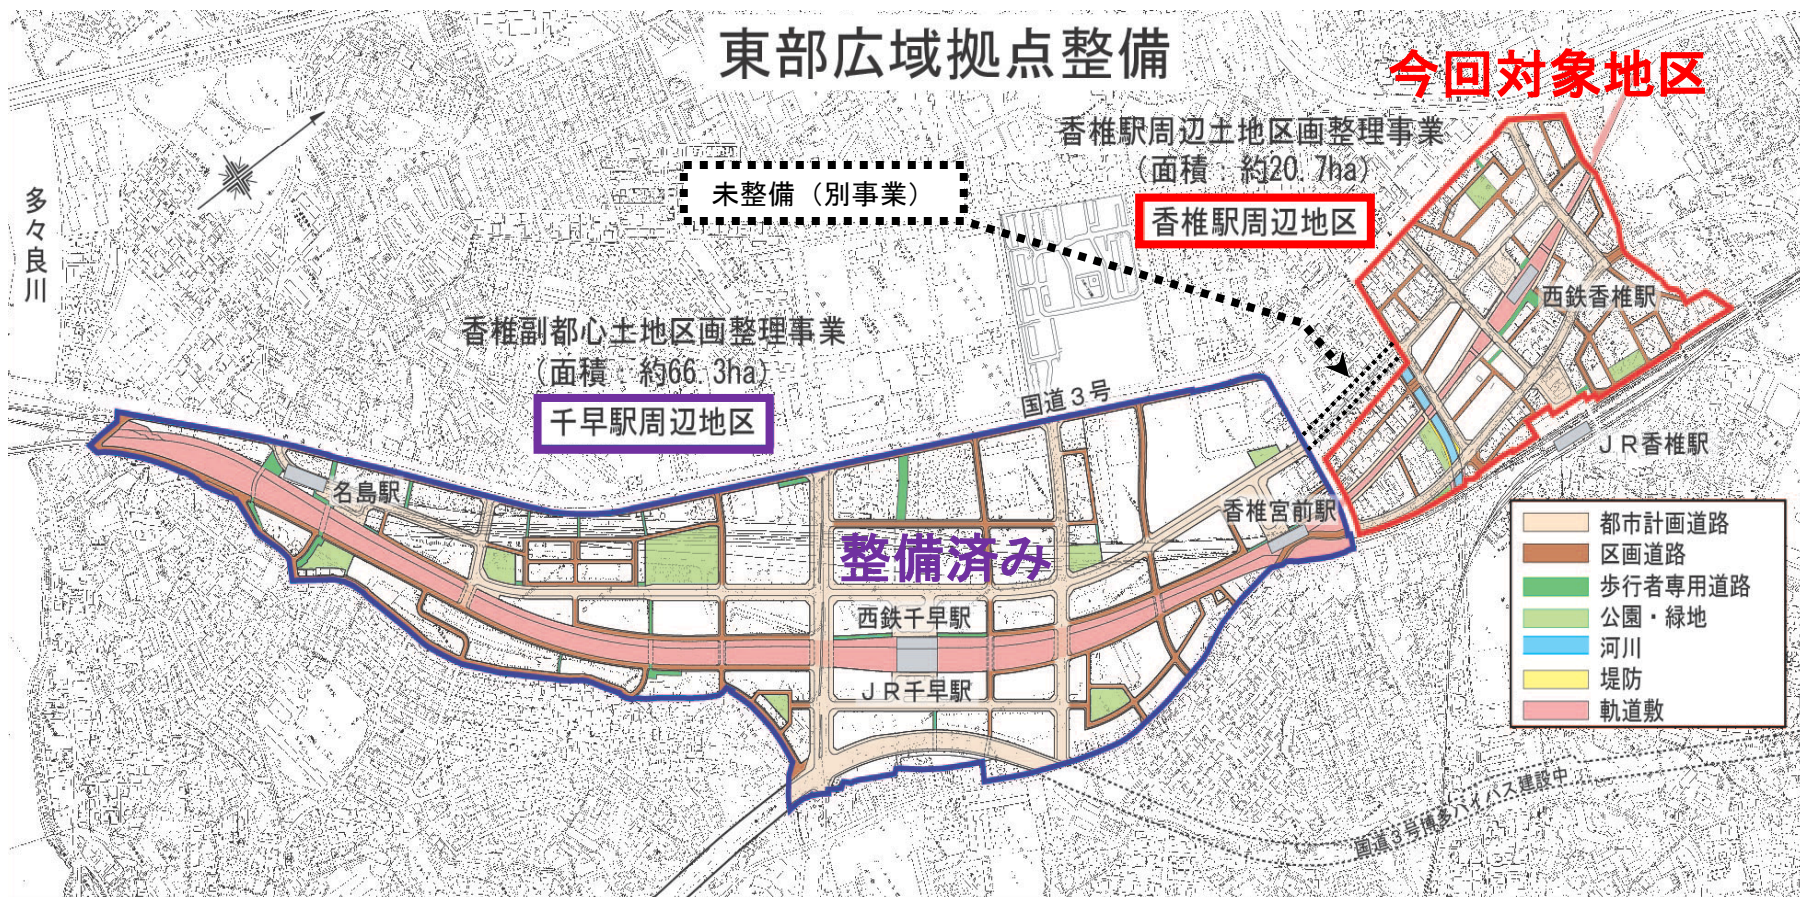 東部広域拠点整備
今回対象地区
香椎駅周辺土地区画整理事業
(面積：約20.7ha)
香椎駅周辺地区
未整備（別事業）
多々良川
西鉄香椎駅
香椎副都心土地区画整理事業
(面積：約66.3ha)
千早駅周辺地区
国道３号
ＪＲ香椎駅
名島駅
香椎宮前駅
整備済み
西鉄千早駅
ＪＲ千早駅
都市計画道路
区画道路
歩行者専用道路
公園・緑地
河川
堤防
軌道敷
国道３号博多バイパス建設中